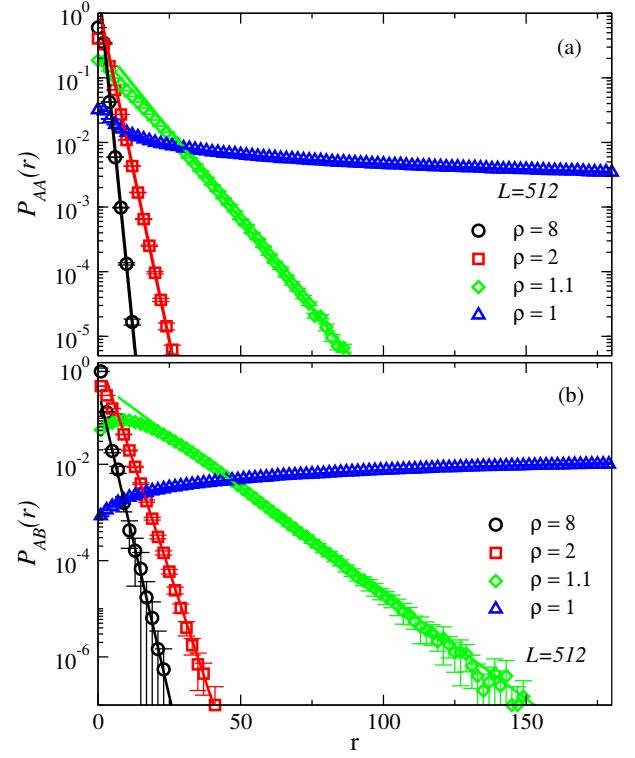 10^0
(a)
10^-1
10^-2
P_AA(r)
L=512
10^-3
ρ = 8
ρ = 2
10^-4
ρ = 1.1
ρ = 1
10^-5
10^0
(b)
10^-2
P_AB(r)
ρ = 8
ρ = 2
10^-4
ρ = 1.1
ρ = 1
10^-6
L=512
0 50 100 150
r